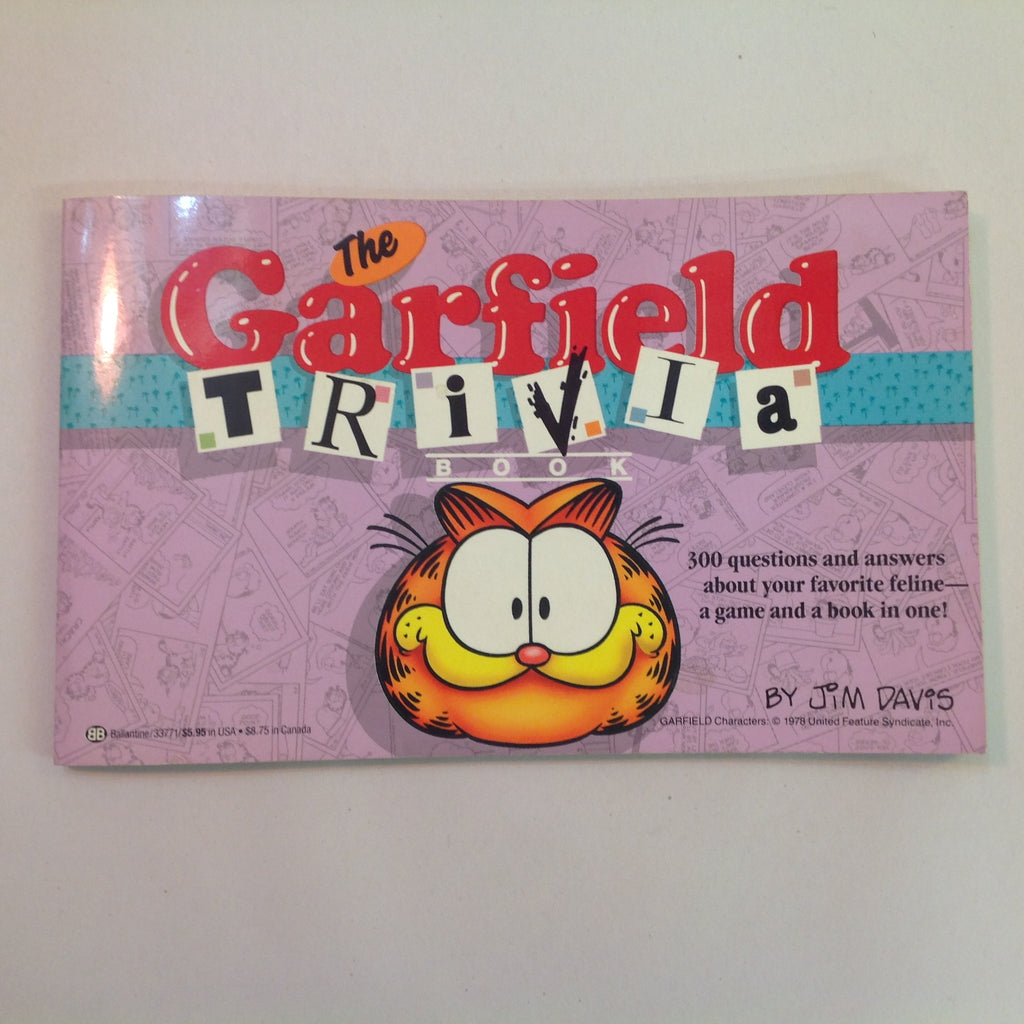 The
Garfield
TRiVIa
BOOK
300 questions and answers
about your favorite feline—
a game and a book in one!
BY JiM DAViS
GARFIELD Characters: © 1978 United Feature Syndicate, Inc.
BB Ballantine/33771/$5.95 in USA • $8.75 in Canada